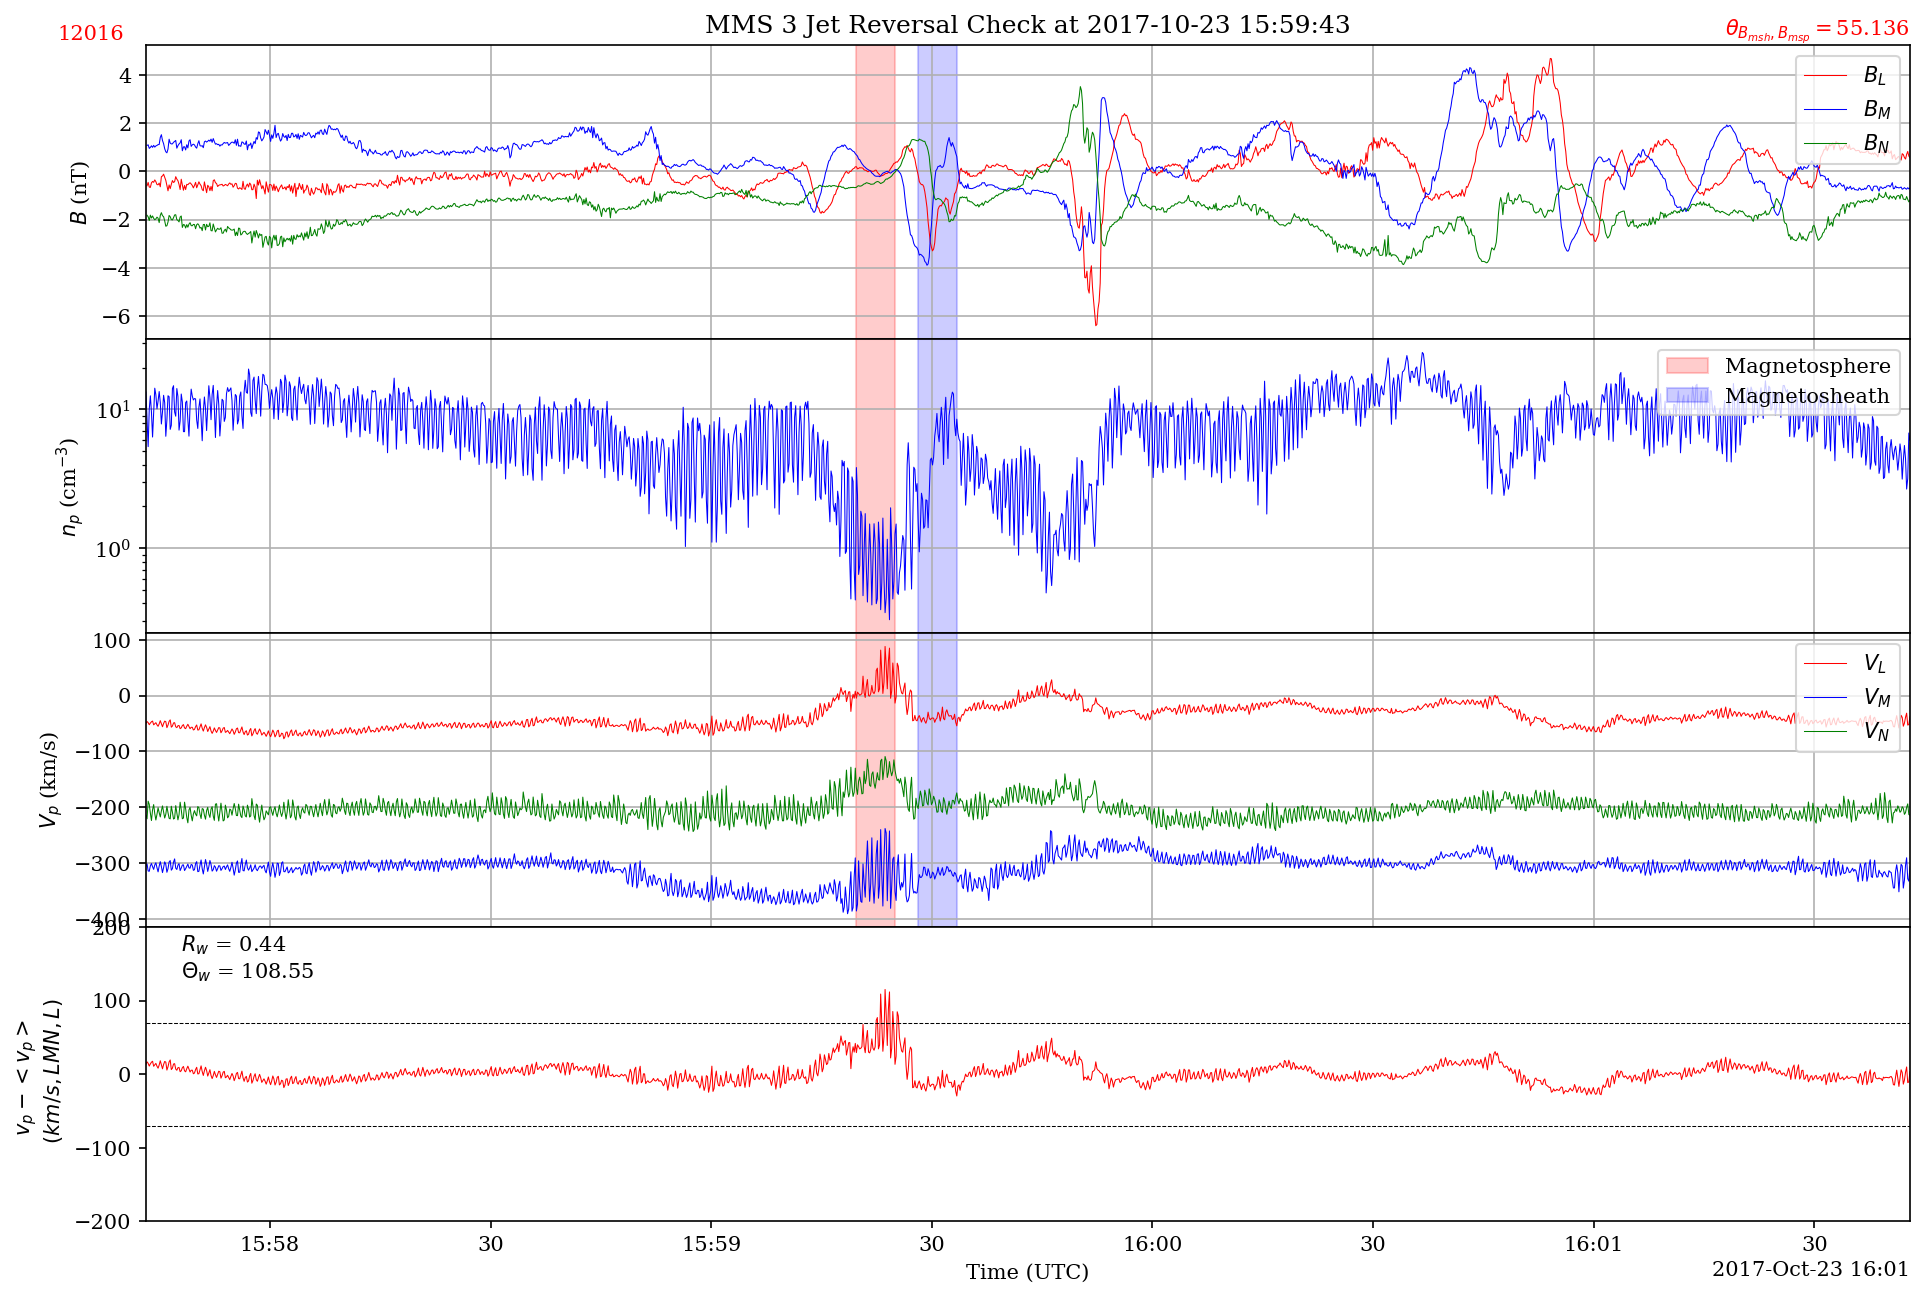 12016
MMS 3 Jet Reversal Check at 2017-10-23 15:59:43
θ_{B_{msh}, B_{msp}} = 55.136
B (nT)
4
2
0
−2
−4
−6
B_L
B_M
B_N
n_p (cm^{−3})
10^1
10^0
Magnetosphere
Magnetosheath
V_p (km/s)
100
0
−100
−200
−300
−400
V_L
V_M
V_N
v_p − < v_p >
(km/s, LMN, L)
200
100
0
−100
−200
R_w = 0.44
Θ_w = 108.55
15:58 30 15:59 30 16:00 30 16:01 30
Time (UTC)
2017-Oct-23 16:01